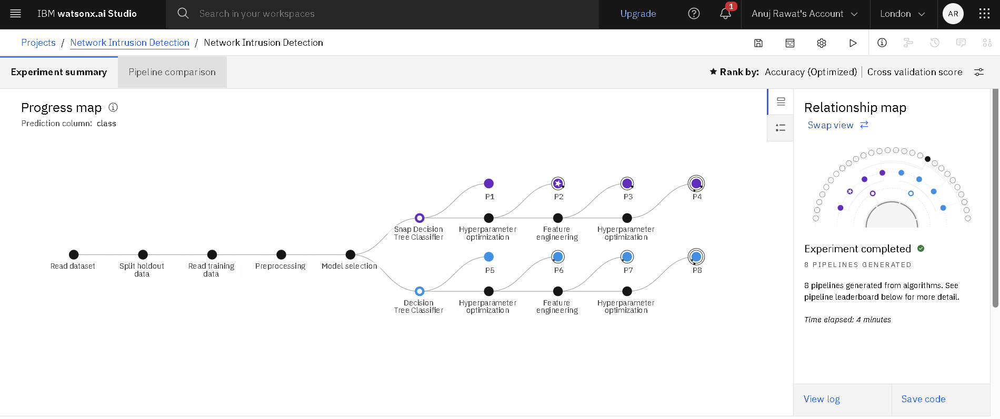 IBM watsonx.ai Studio
Search in your workspaces
Upgrade
1
Anuj Rawat's Account
London
AR
Projects / Network Intrusion Detection / Network Intrusion Detection
Experiment summary
Pipeline comparison
Rank by: Accuracy (Optimized) | Cross validation score
Progress map
Prediction column: class
P1
P2
P3
P4
Snap Decision
Tree Classifier
Hyperparameter
optimization
Feature
engineering
Hyperparameter
optimization
Read dataset
Split holdout
data
Read training
data
Preprocessing
Model selection
P5
P6
P7
P8
Decision
Tree Classifier
Hyperparameter
optimization
Feature
engineering
Hyperparameter
optimization
Relationship map
Swap view
Experiment completed
8 PIPELINES GENERATED
8 pipelines generated from algorithms. See
pipeline leaderboard below for more detail.
Time elapsed: 4 minutes
View log
Save code